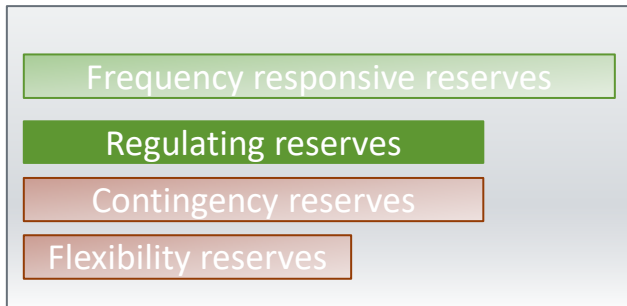 Frequency responsive reserves
Regulating reserves
Contingency reserves
Flexibility reserves